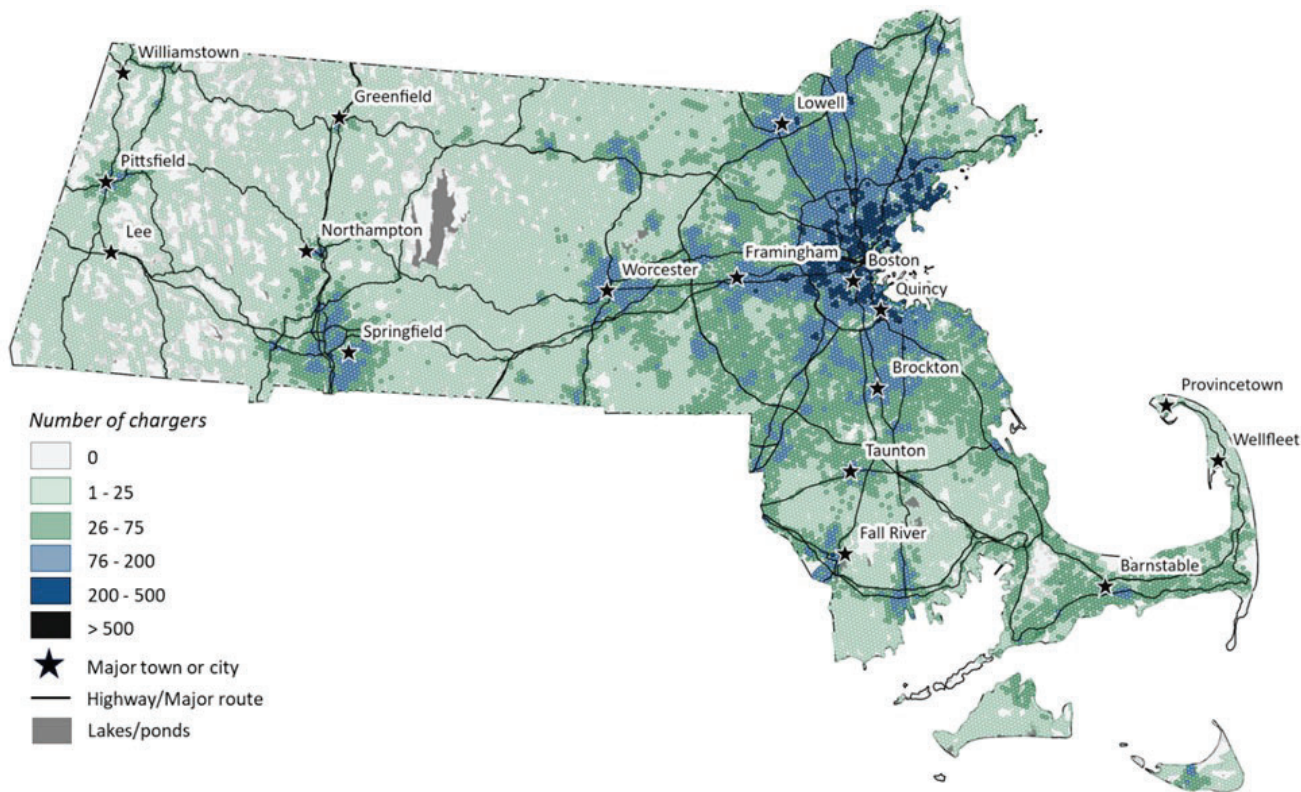 Williamstown
Greenfield
Lowell
Pittsfield
Lee
Northampton
Framingham
Boston
Worcester
Quincy
Springfield
Brockton
Provincetown
Wellfleet
Taunton
Fall River
Barnstable
Number of chargers
0
1 - 25
26 - 75
76 - 200
200 - 500
> 500
Major town or city
Highway/Major route
Lakes/ponds